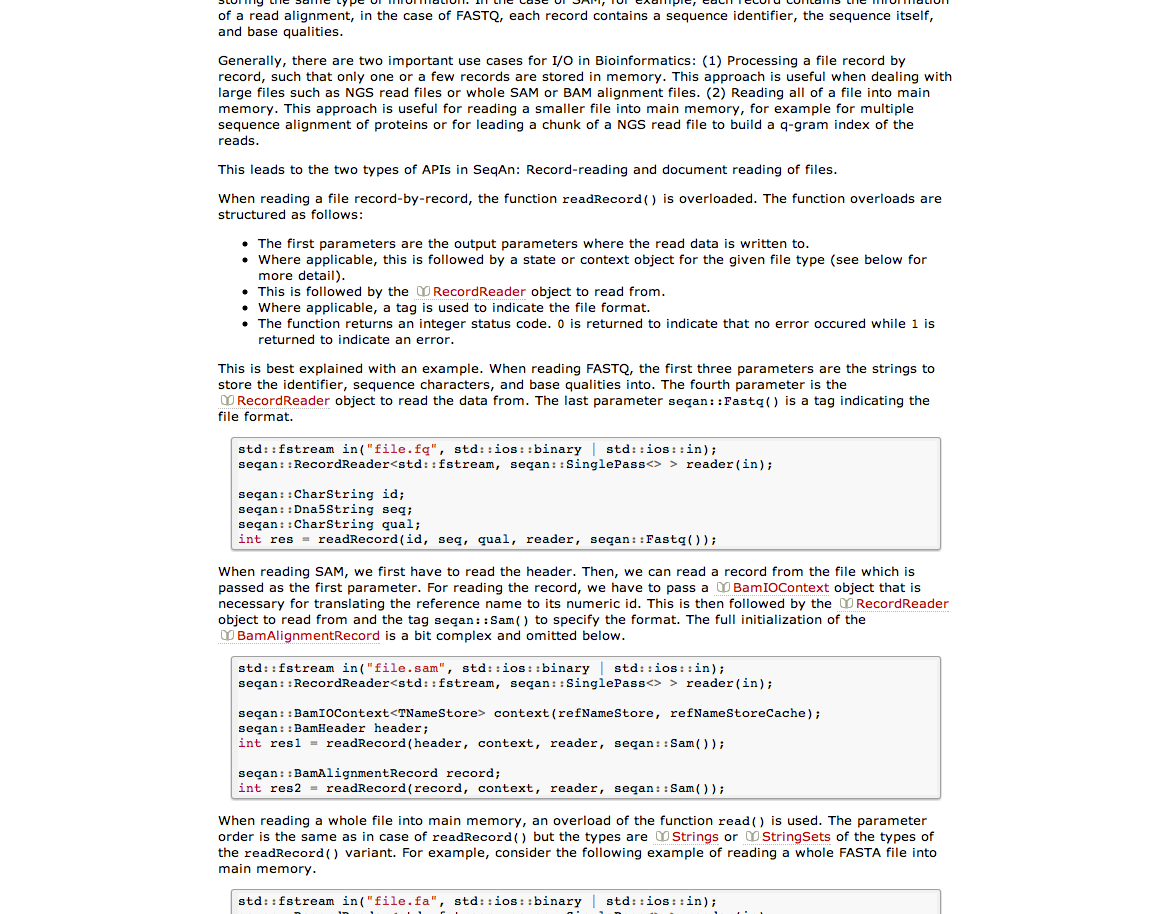 storing the same type of information. In the case of SAM, for example, each record contains the information
of a read alignment, in the case of FASTQ, each record contains a sequence identifier, the sequence itself,
and base qualities.
Generally, there are two important use cases for I/O in Bioinformatics: (1) Processing a file record by
record, such that only one or a few records are stored in memory. This approach is useful when dealing with
large files such as NGS read files or whole SAM or BAM alignment files. (2) Reading all of a file into main
memory. This approach is useful for reading a smaller file into main memory, for example for multiple
sequence alignment of proteins or for leading a chunk of a NGS read file to build a q-gram index of the
reads.
This leads to the two types of APIs in SeqAn: Record-reading and document reading of files.
When reading a file record-by-record, the function readRecord() is overloaded. The function overloads are
structured as follows:
• The first parameters are the output parameters where the read data is written to.
• Where applicable, this is followed by a state or context object for the given file type (see below for
more detail).
• This is followed by the RecordReader object to read from.
• Where applicable, a tag is used to indicate the file format.
• The function returns an integer status code. 0 is returned to indicate that no error occured while 1 is
returned to indicate an error.
This is best explained with an example. When reading FASTQ, the first three parameters are the strings to
store the identifier, sequence characters, and base qualities into. The fourth parameter is the
RecordReader object to read the data from. The last parameter seqan::Fastq() is a tag indicating the
file format.
std::fstream in("file.fq", std::ios::binary | std::ios::in);
seqan::RecordReader<std::fstream, seqan::SinglePass<> > reader(in);
seqan::CharString id;
seqan::Dna5String seq;
seqan::CharString qual;
int res = readRecord(id, seq, qual, reader, seqan::Fastq());
When reading SAM, we first have to read the header. Then, we can read a record from the file which is
passed as the first parameter. For reading the record, we have to pass a BamIOContext object that is
necessary for translating the reference name to its numeric id. This is then followed by the RecordReader
object to read from and the tag seqan::Sam() to specify the format. The full initialization of the
BamAlignmentRecord is a bit complex and omitted below.
std::fstream in("file.sam", std::ios::binary | std::ios::in);
seqan::RecordReader<std::fstream, seqan::SinglePass<> > reader(in);
seqan::BamIOContext<TNameStore> context(refNameStore, refNameStoreCache);
seqan::BamHeader header;
int res1 = readRecord(header, context, reader, seqan::Sam());
seqan::BamAlignmentRecord record;
int res2 = readRecord(record, context, reader, seqan::Sam());
When reading a whole file into main memory, an overload of the function read() is used. The parameter
order is the same as in case of readRecord() but the types are Strings or StringSets of the types of
the readRecord() variant. For example, consider the following example of reading a whole FASTA file into
main memory.
std::fstream in("file.fa", std::ios::binary | std::ios::in);